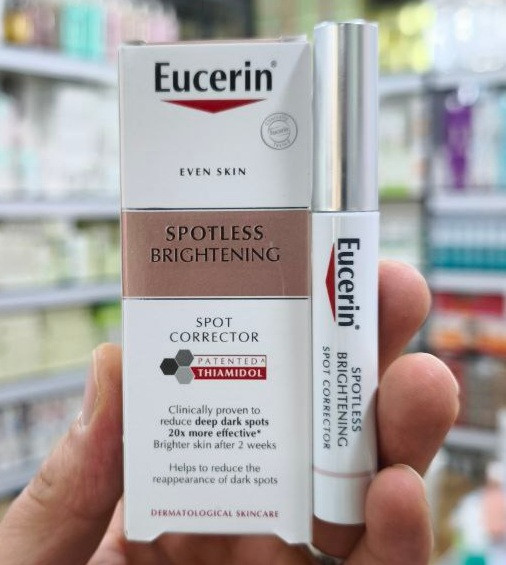 Eucerin®
EVEN SKIN
SPOTLESS
BRIGHTENING
SPOT
CORRECTOR
PATENTED^
THIAMIDOL
Clinically proven to
reduce deep dark spots
20x more effective*
Brighter skin after 2 weeks
Helps to reduce the
reappearance of dark spots
DERMATOLOGICAL SKINCARE
Eucerin®
SPOTLESS
BRIGHTENING
SPOT CORRECTOR